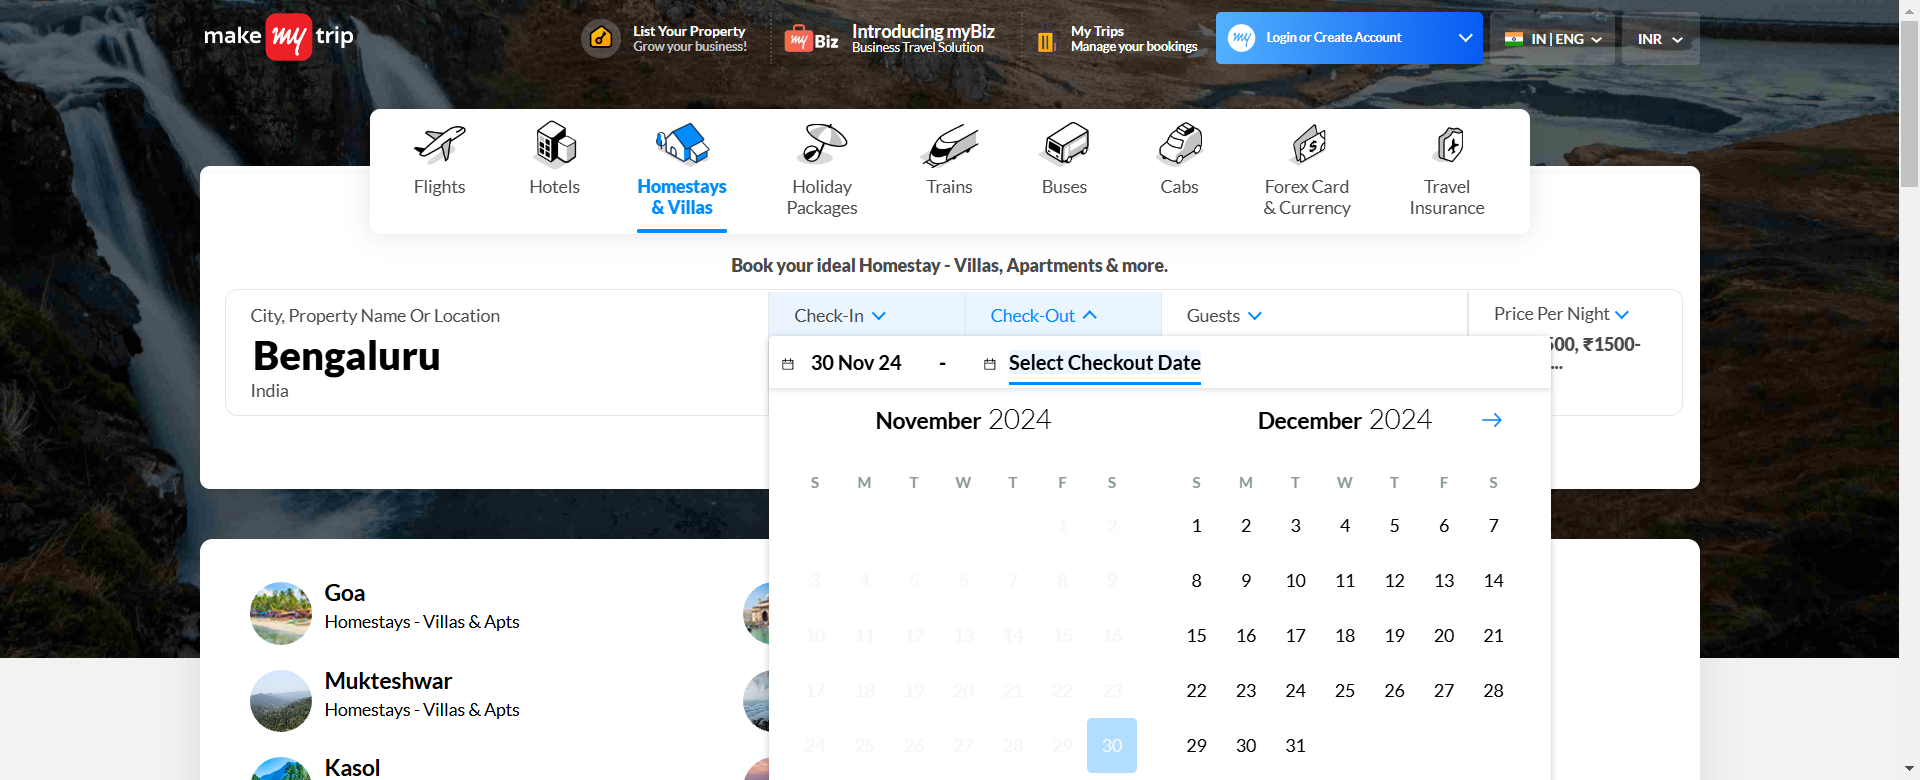 make my trip
List Your Property
Grow your business!
my Biz
Introducing myBiz
Business Travel Solution
My Trips
Manage your bookings
my
Login or Create Account
IN | ENG
INR
Flights
Hotels
Homestays
& Villas
Holiday
Packages
Trains
Buses
Cabs
Forex Card
& Currency
Travel
Insurance
Book your ideal Homestay - Villas, Apartments & more.
City, Property Name Or Location
Bengaluru
India
Check-In
Check-Out
Guests
Price Per Night
500, ₹1500-
...
30 Nov 24 - Select Checkout Date
November 2024
S M T W T F S
1 2
3 4 5 6 7 8 9
10 11 12 13 14 15 16
17 18 19 20 21 22 23
24 25 26 27 28 29 30
December 2024
S M T W T F S
1 2 3 4 5 6 7
8 9 10 11 12 13 14
15 16 17 18 19 20 21
22 23 24 25 26 27 28
29 30 31
Goa
Homestays - Villas & Apts
Mukteshwar
Homestays - Villas & Apts
Kasol